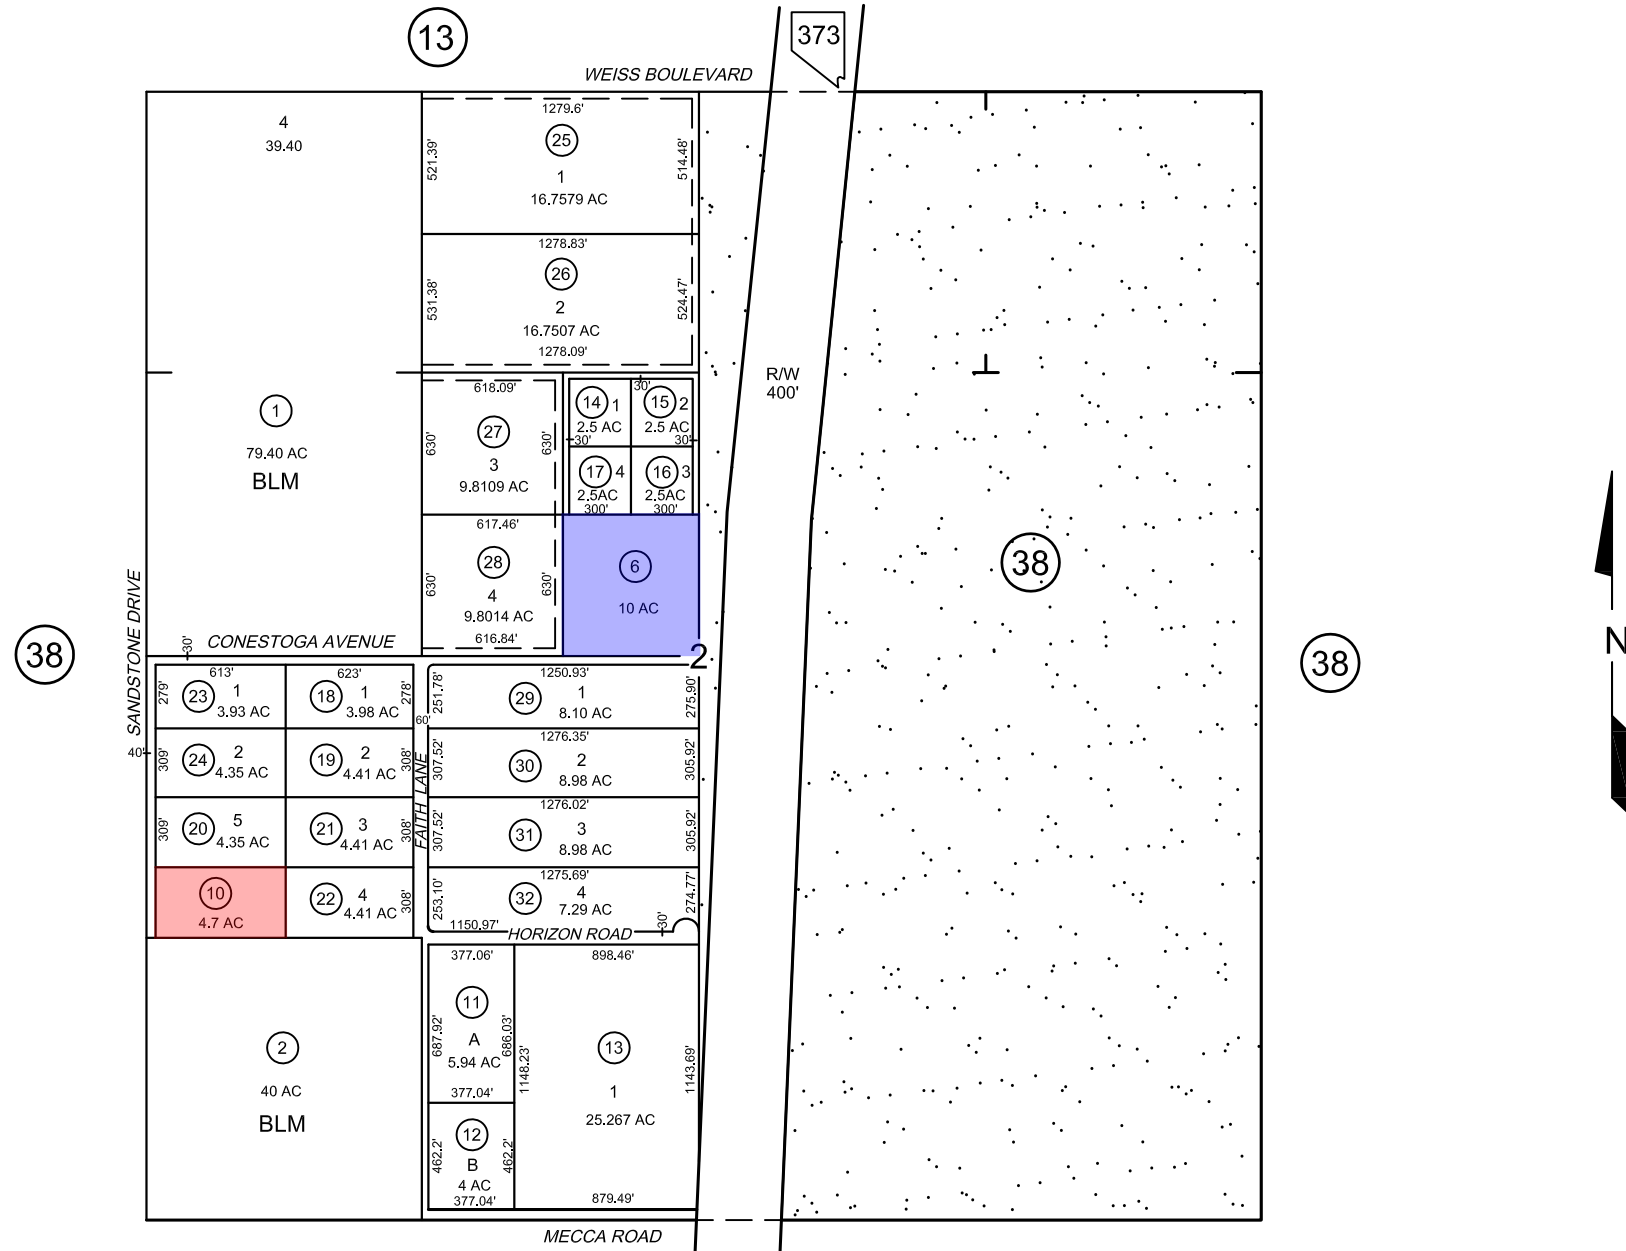 13
373
WEISS BOULEVARD
4
39.40
1279.6'
521.39'
25
514.48'
1
16.7579 AC
1278.83'
531.38'
26
524.47'
2
16.7507 AC
1278.09'
R/W
400'
1
79.40 AC
BLM
618.09'
630'
27
630'
3
9.8109 AC
30'
14 1
2.5 AC
15 2
2.5 AC
30'
30'
17 4
2.5AC
300'
16 3
2.5AC
300'
617.46'
630'
28
630'
4
9.8014 AC
616.84'
6
10 AC
38
38
38
N
SANDSTONE DRIVE
CONESTOGA AVENUE
30'
2
613'
279'
23 1
3.93 AC
623'
18 1
3.98 AC
278'
60'
251.78'
1250.93'
29 1
8.10 AC
275.90'
40'
309'
24 2
4.35 AC
19 2
4.41 AC
308'
FAITH LANE
307.52'
1276.35'
30 2
8.98 AC
305.92'
309'
20 5
4.35 AC
21 3
4.41 AC
308'
307.52'
1276.02'
31 3
8.98 AC
305.92'
10
4.7 AC
22 4
4.41 AC
308'
253.10'
1275.69'
32 4
7.29 AC
274.77'
1150.97'
HORIZON ROAD
30'
2
40 AC
BLM
377.06'
687.92'
11
A
5.94 AC
686.03'
377.04'
898.46'
1148.23'
13
1
25.267 AC
1143.69'
879.49'
462.2'
12
B
4 AC
462.2'
377.04'
MECCA ROAD